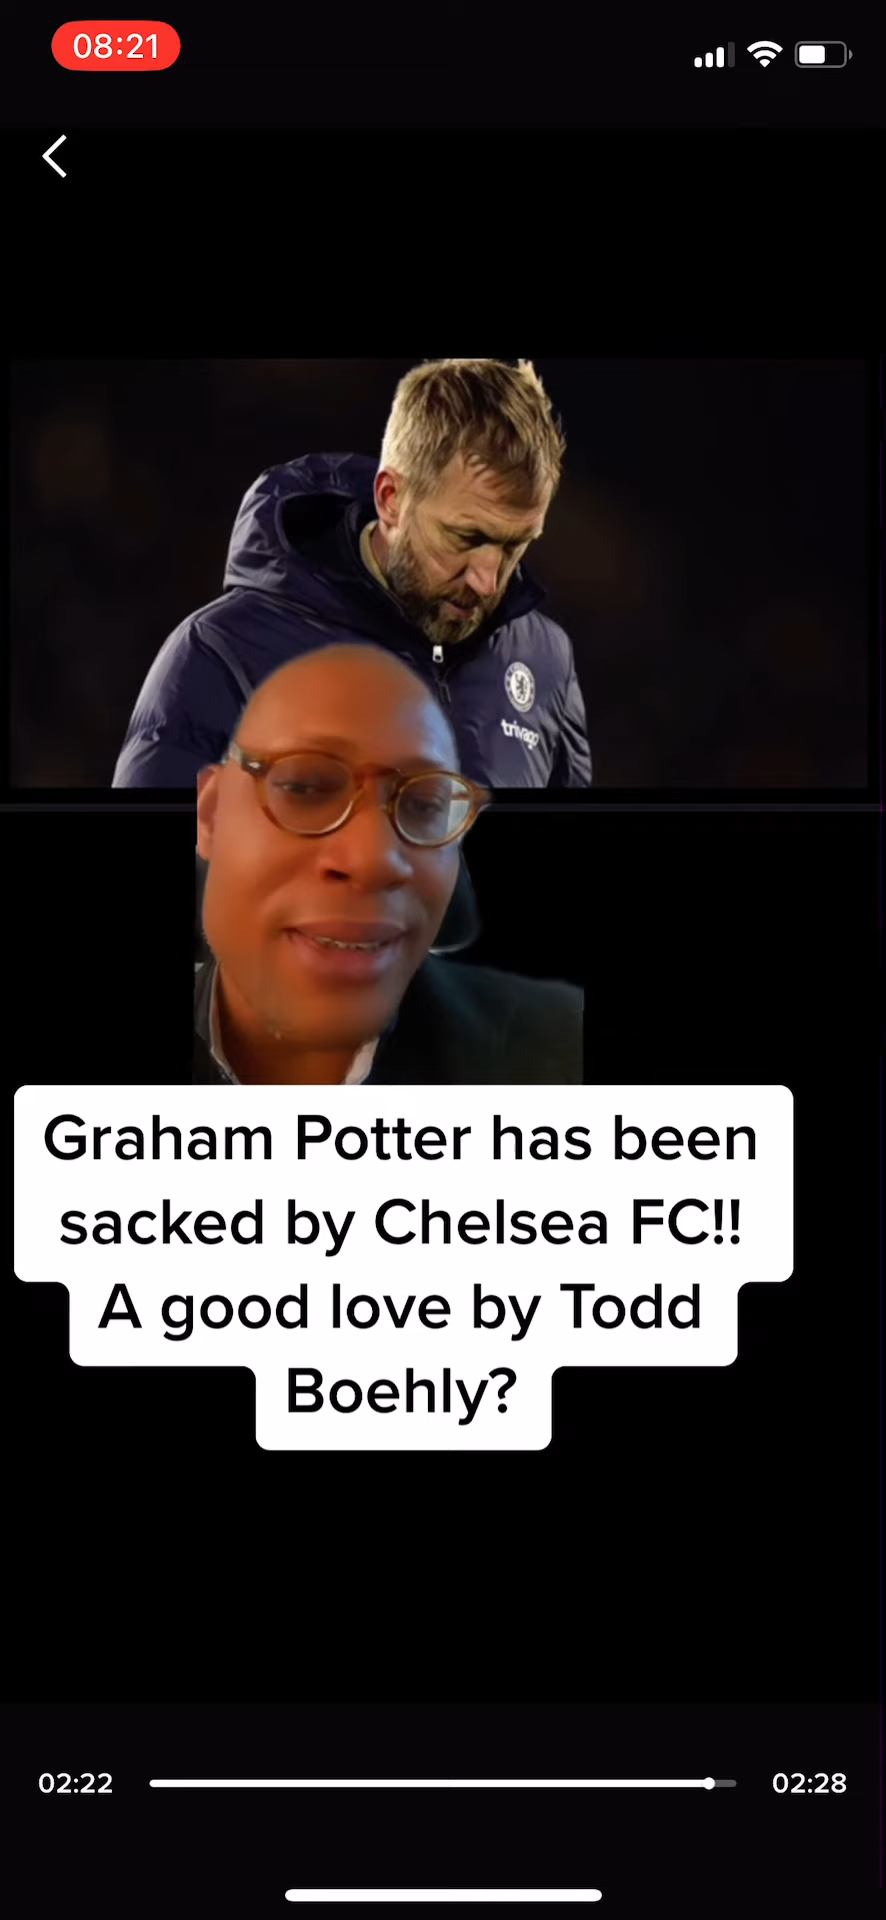 08:21
trivago
Graham Potter has been
sacked by Chelsea FC!!
A good love by Todd
Boehly?
02:22
02:28